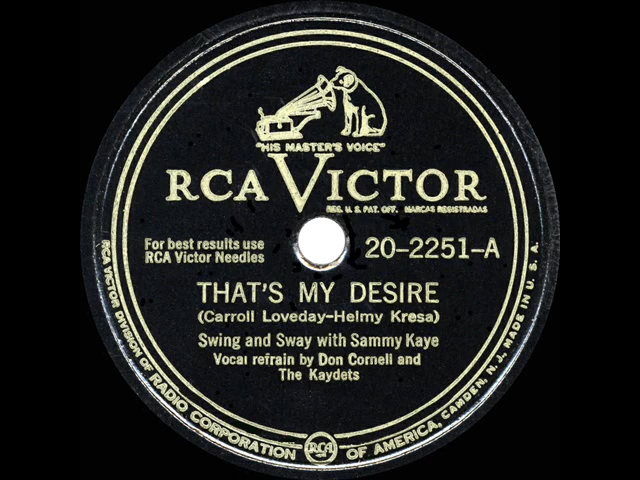 "HIS MASTER'S VOICE"
RCA VICTOR
REG. U. S. PAT. OFF. MARCAS REGISTRADAS
For best results use
RCA Victor Needles
20-2251-A
THAT'S MY DESIRE
(Carroll Loveday-Helmy Kresa)
Swing and Sway with Sammy Kaye
Vocal refrain by Don Cornell and
The Kaydets
RCA VICTOR DIVISION OF RADIO CORPORATION OF AMERICA, CAMDEN, N. J., MADE IN U. S. A.
RCA